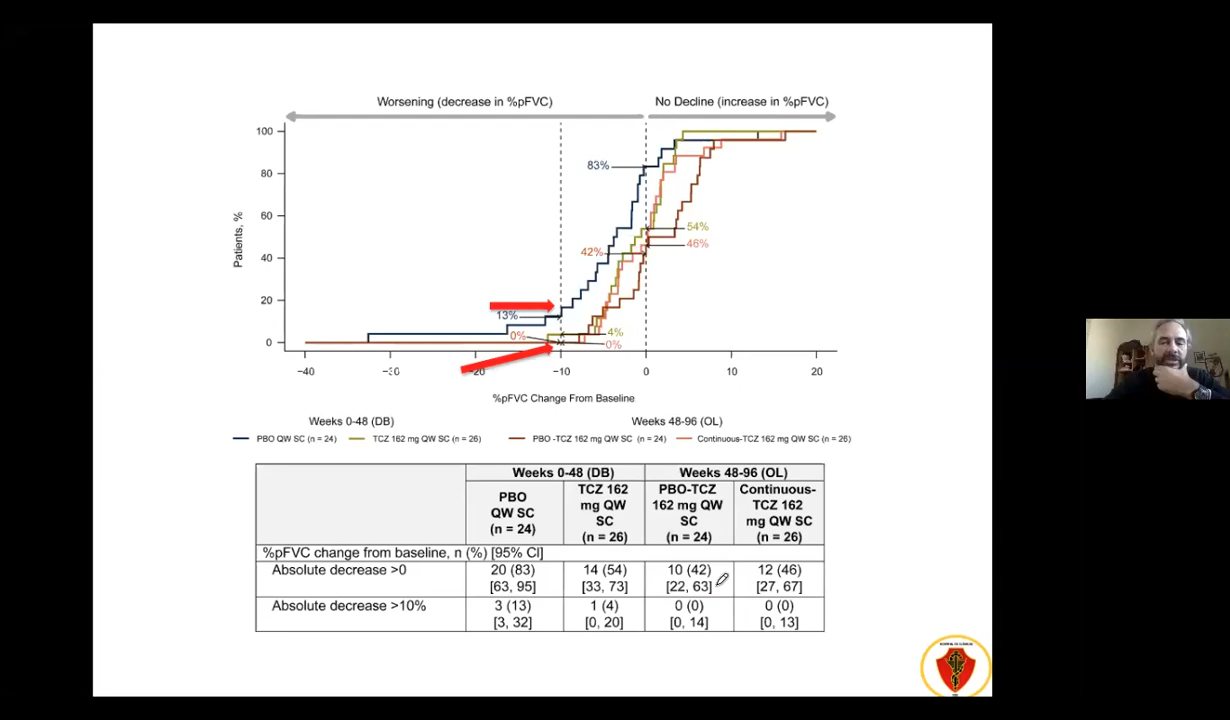 Worsening (decrease in %pFVC) No Decline (increase in %pFVC)
100
80
60
40
20
0
Patients, %
83%
54%
46%
42%
13%
0%
4%
0%
−40 −20 −10 0 10 20
%pFVC Change From Baseline
Weeks 0-48 (DB) Weeks 48-96 (OL)
PBO QW SC (n = 24) TCZ 162 mg QW SC (n = 26) PBO -TCZ 162 mg QW SC (n = 24) Continuous-TCZ 162 mg QW SC (n = 26)
Weeks 0-48 (DB) Weeks 48-96 (OL)
PBO QW SC (n = 24)
TCZ 162 mg QW SC (n = 26)
PBO-TCZ 162 mg QW SC (n = 24)
Continuous-TCZ 162 mg QW SC (n = 26)
%pFVC change from baseline, n (%) [95% CI]
Absolute decrease >0 20 (83) 14 (54) 10 (42) 12 (46)
[63, 95] [33, 73] [22, 63] [27, 67]
Absolute decrease >10% 3 (13) 1 (4) 0 (0) 0 (0)
[3, 32] [0, 20] [0, 14] [0, 13]